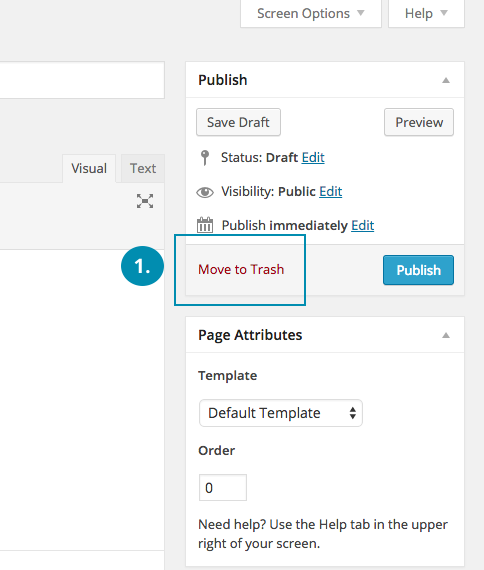 Screen Options Help
Publish
Save Draft Preview
Visual Text
Status: Draft Edit
Visibility: Public Edit
Publish immediately Edit
1. Move to Trash Publish
Page Attributes
Template
Default Template
Order
0
Need help? Use the Help tab in the upper
right of your screen.